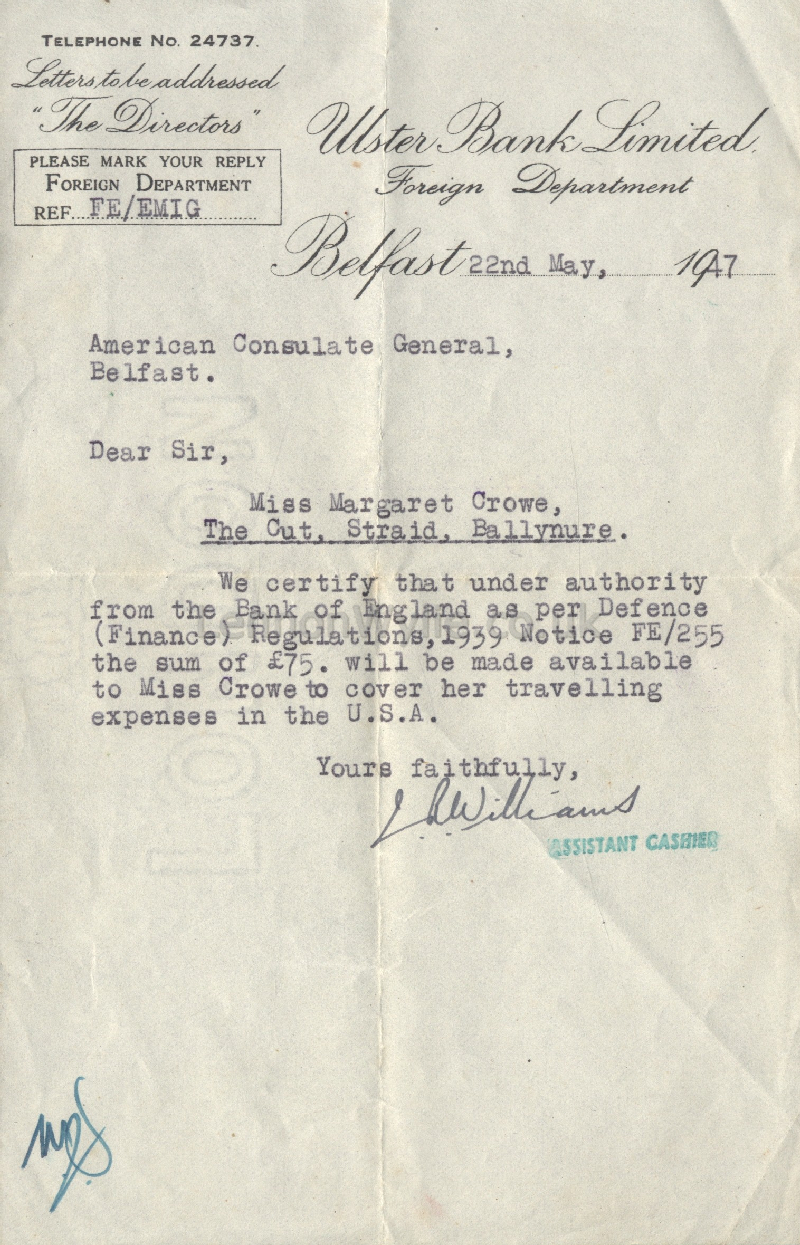 TELEPHONE NO. 24737.
Letters to be addressed
"The Directors"
PLEASE MARK YOUR REPLY
FOREIGN DEPARTMENT
REF... FE/EMIG
Ulster Bank Limited.
Foreign Department
Belfast 22nd May, 1947
American Consulate General,
Belfast.
Dear Sir,
Miss Margaret Crowe,
The Cut, Straid, Ballynure.
We certify that under authority
from the Bank of England as per Defence
(Finance) Regulations,1939 Notice FE/255
the sum of £75. will be made available
to Miss Crowe to cover her travelling
expenses in the U.S.A.
Yours faithfully,
Williams
ASSISTANT CASHIER